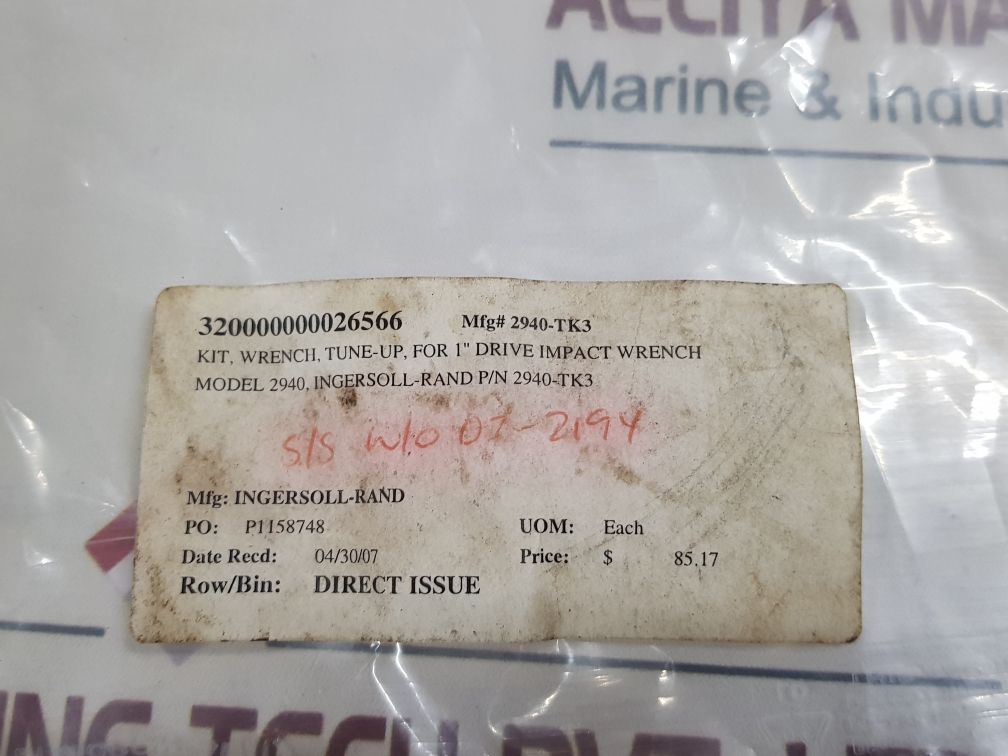 Marine & Indu
320000000026566 Mfg# 2940-TK3
KIT, WRENCH, TUNE-UP, FOR 1" DRIVE IMPACT WRENCH
MODEL 2940, INGERSOLL-RAND P/N 2940-TK3
S/S W/O 07-2194
Mfg: INGERSOLL-RAND
PO: P1158748 UOM: Each
Date Recd: 04/30/07 Price: $ 85.17
Row/Bin: DIRECT ISSUE